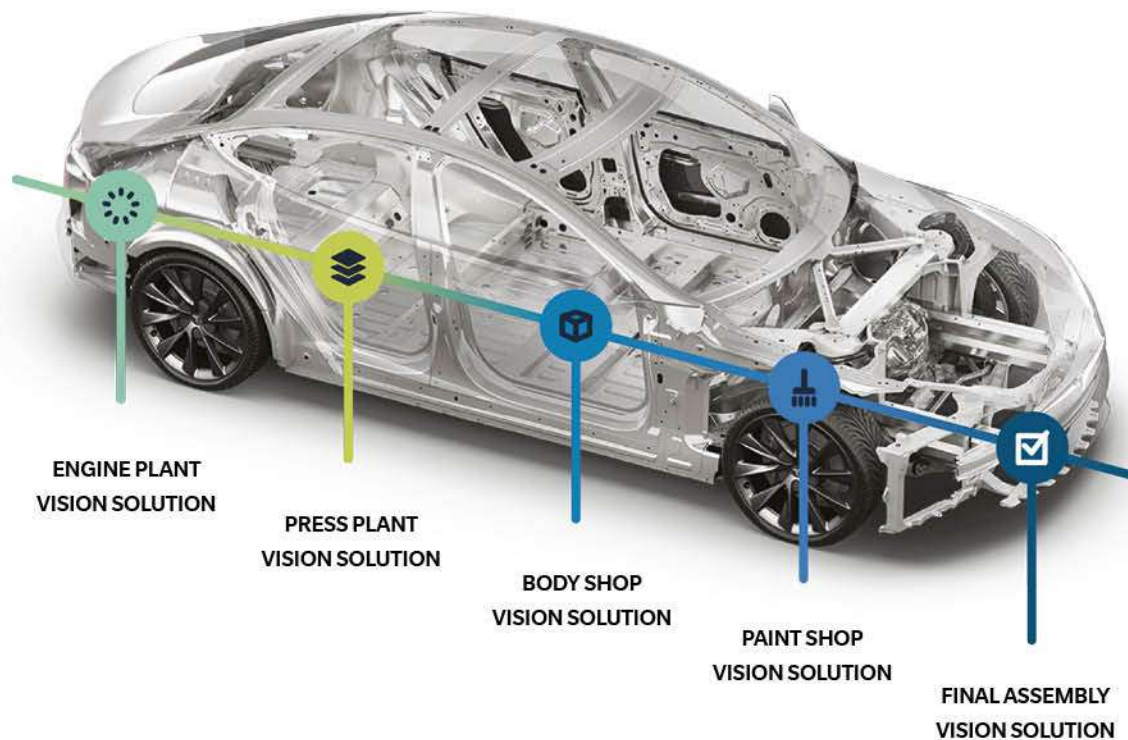 ENGINE PLANT
VISION SOLUTION
PRESS PLANT
VISION SOLUTION
BODY SHOP
VISION SOLUTION
PAINT SHOP
VISION SOLUTION
FINAL ASSEMBLY
VISION SOLUTION